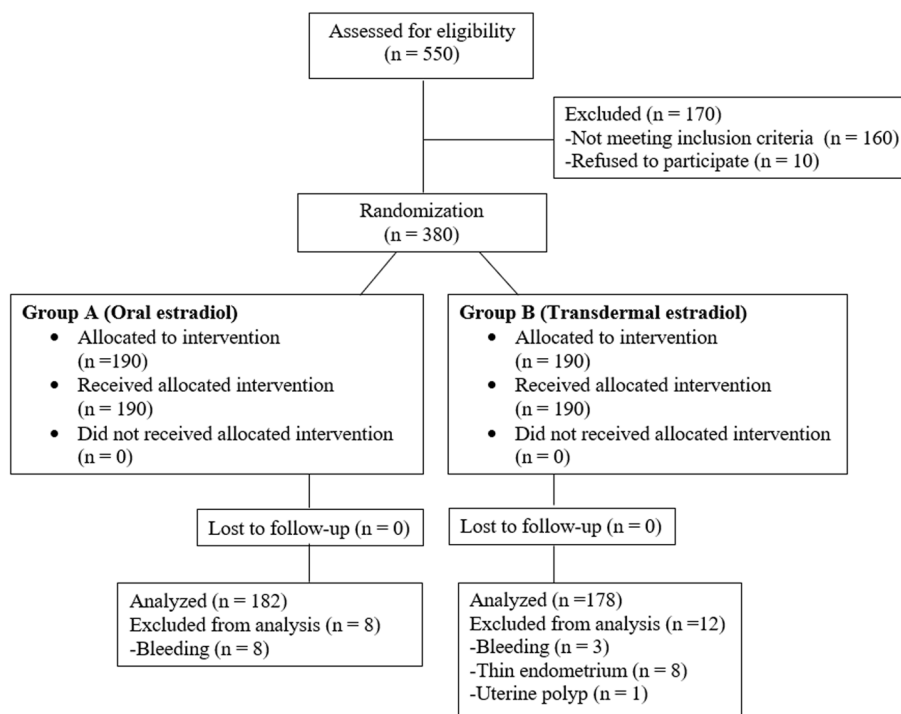 Assessed for eligibility
(n = 550)
Excluded (n = 170)
-Not meeting inclusion criteria (n = 160)
-Refused to participate (n = 10)
Randomization
(n = 380)
Group A (Oral estradiol)
• Allocated to intervention
(n =190)
• Received allocated intervention
(n = 190)
• Did not received allocated intervention
(n = 0)
Group B (Transdermal estradiol)
• Allocated to intervention
(n = 190)
• Received allocated intervention
(n = 190)
• Did not received allocated intervention
(n = 0)
Lost to follow-up (n = 0)
Lost to follow-up (n = 0)
Analyzed (n = 182)
Excluded from analysis (n = 8)
-Bleeding (n = 8)
Analyzed (n =178)
Excluded from analysis (n =12)
-Bleeding (n = 3)
-Thin endometrium (n = 8)
-Uterine polyp (n = 1)